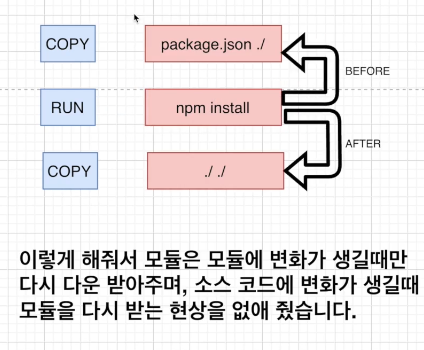 COPY package.json ./
BEFORE
RUN npm install
AFTER
COPY ./ ./
이렇게 해줘서 모듈은 모듈에 변화가 생길때만
다시 다운 받아주며, 소스 코드에 변화가 생길때
모듈을 다시 받는 현상을 없애 줬습니다.